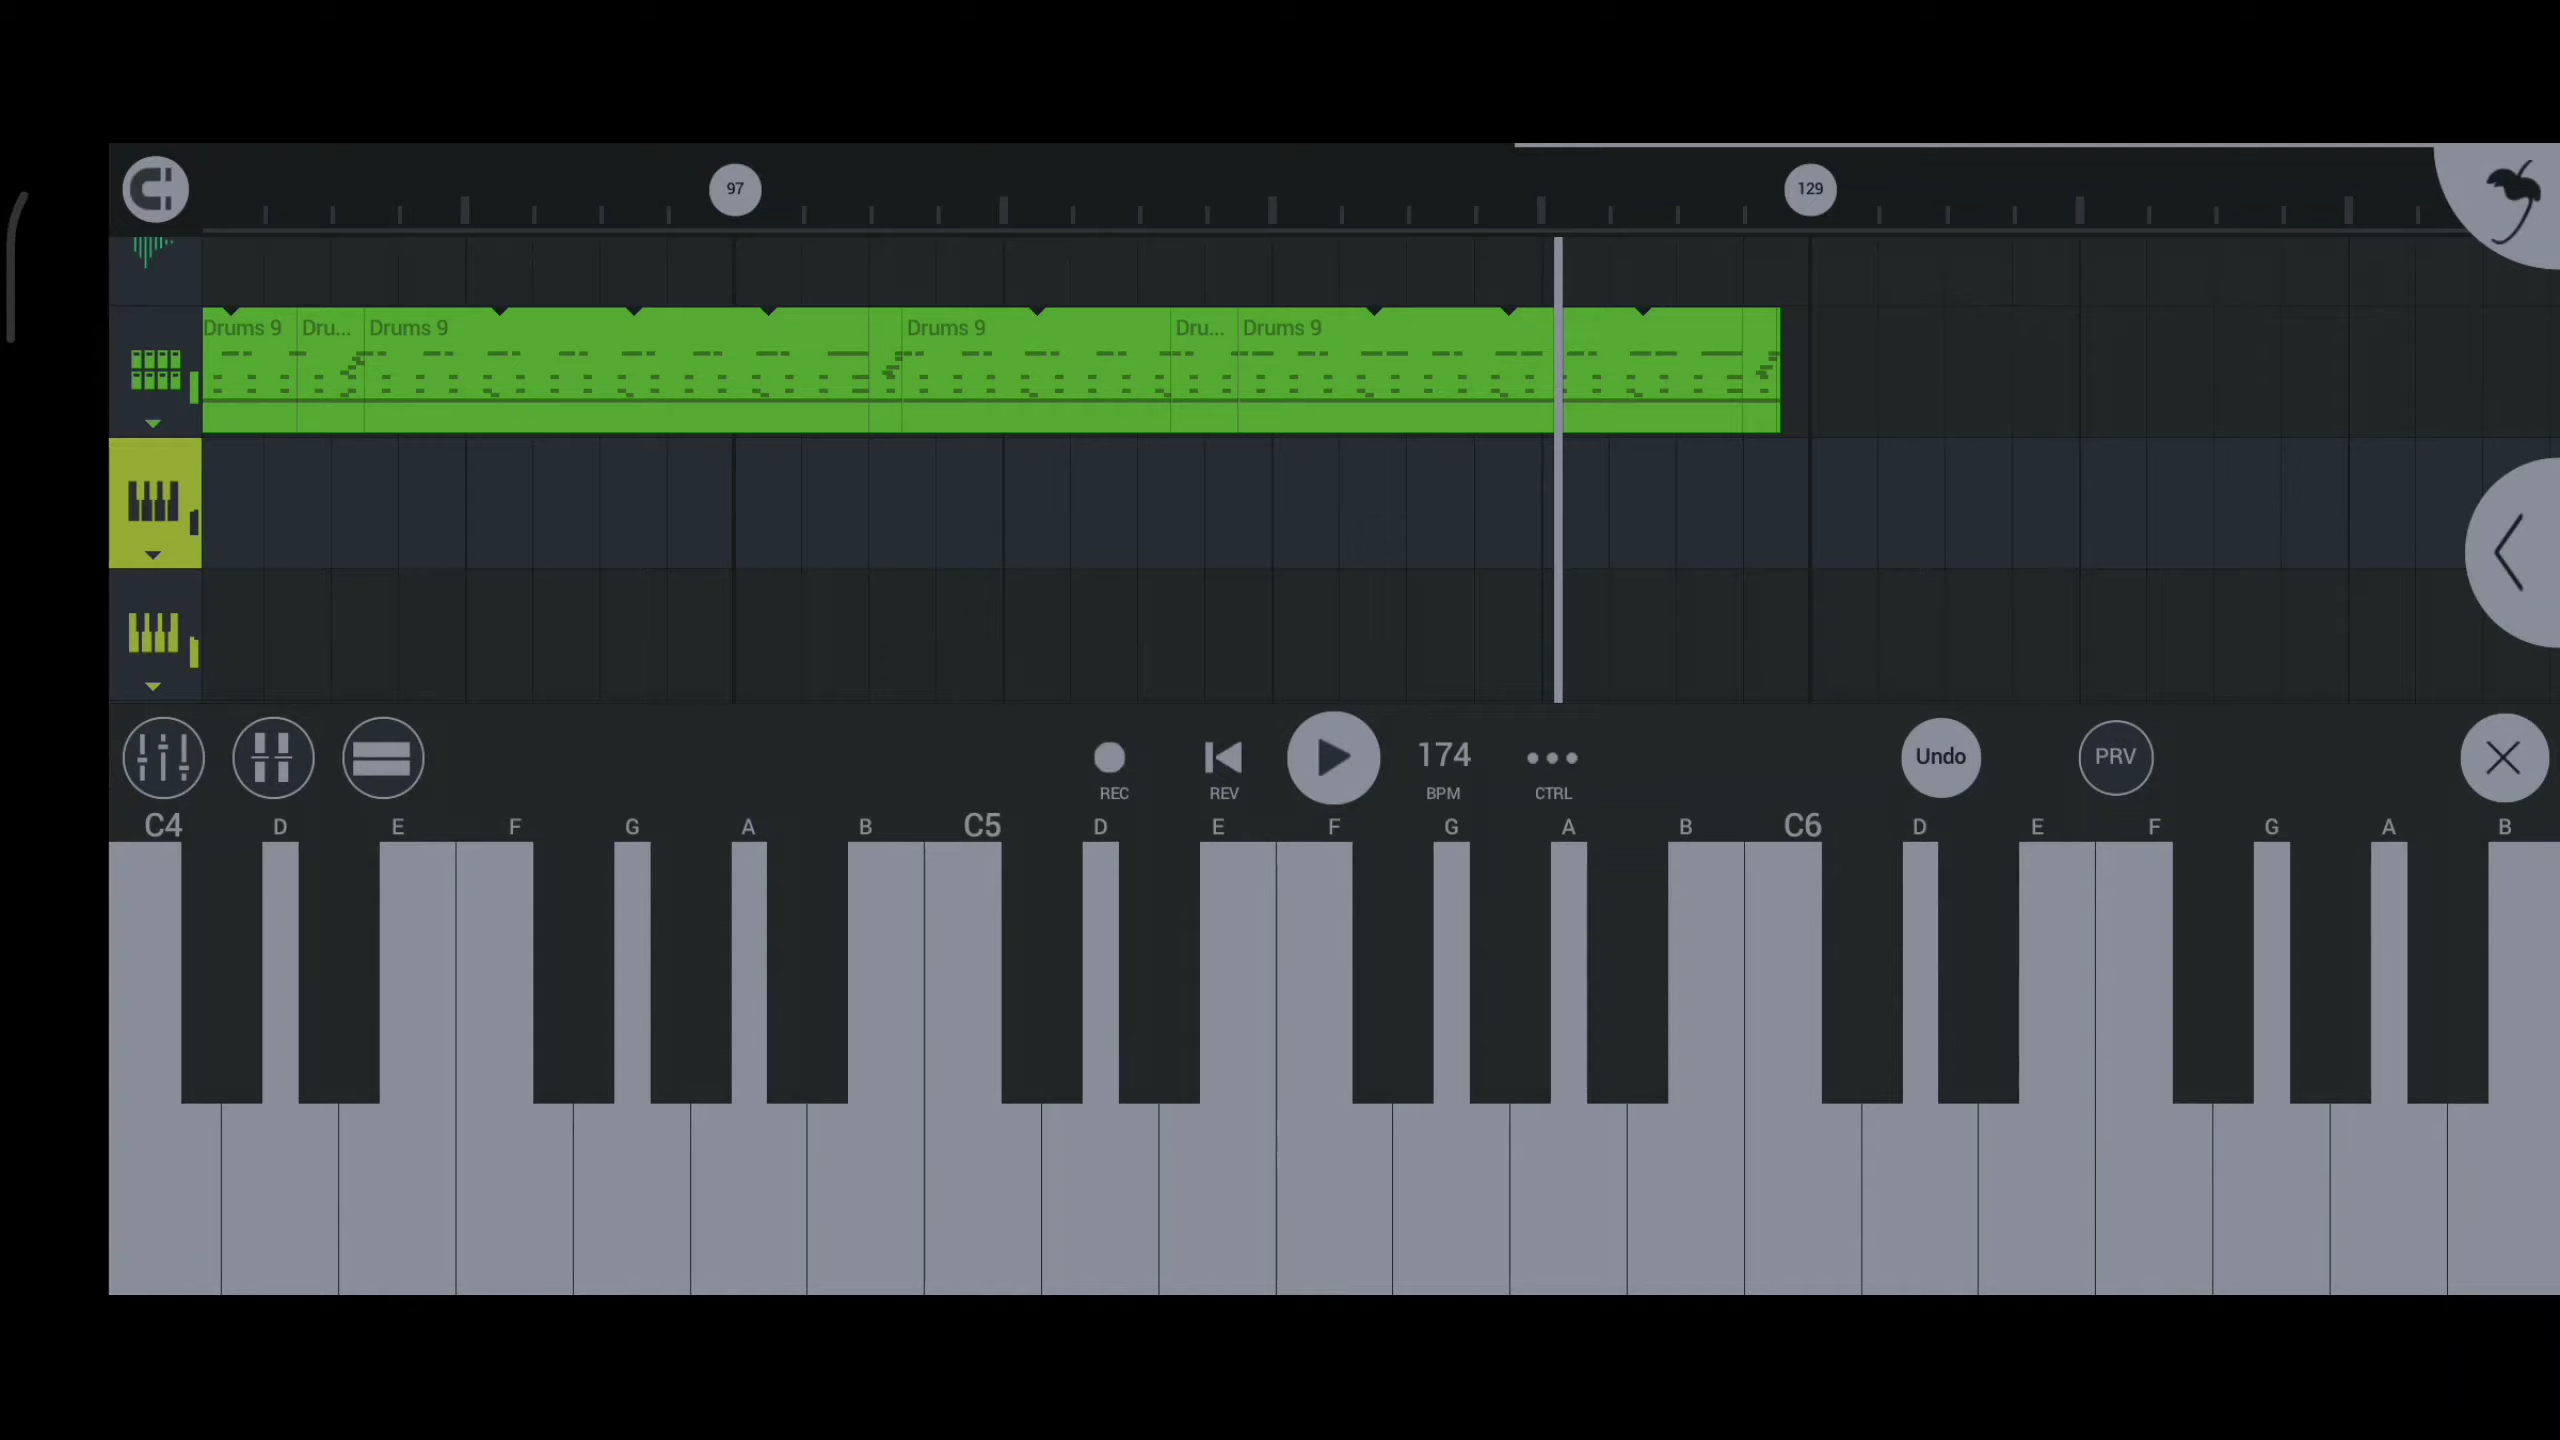 97
129
Drums 9
Dru...
Drums 9
Drums 9
Dru...
Drums 9
REC
REV
174
BPM
CTRL
Undo
PRV
C4 D E F G A B C5 D E F G A B C6 D E F G A B